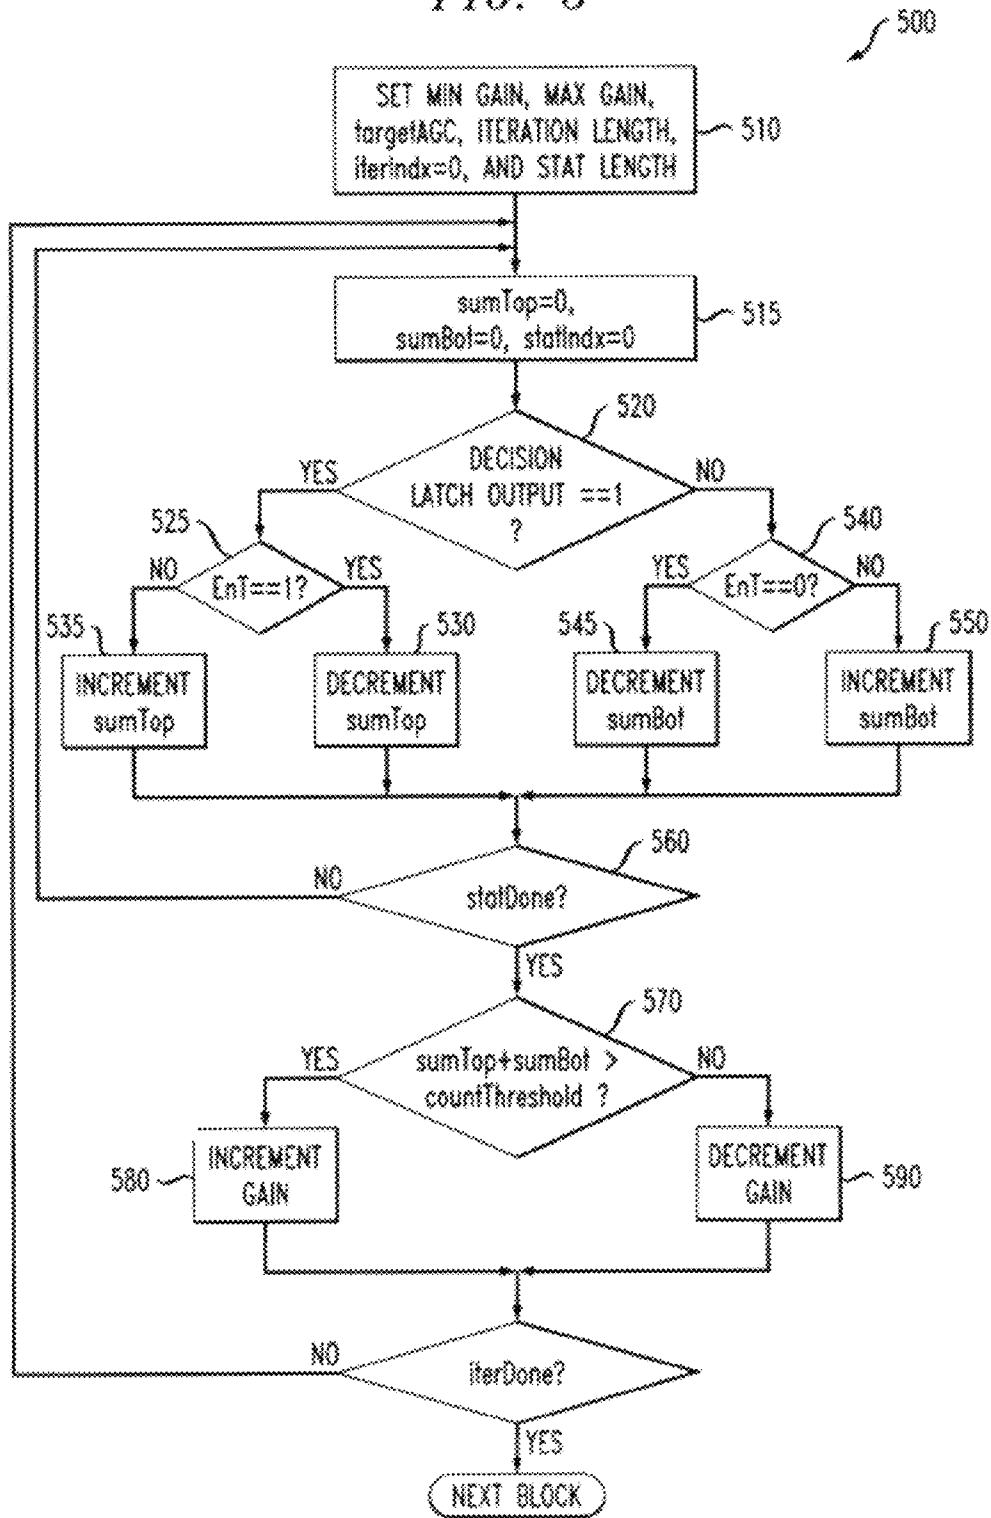 FIG. 5
500
SET MIN GAIN, MAX GAIN,
targetAGC, ITERATION LENGTH,
iterIndx=0, AND STAT LENGTH
510
sumTop=0,
sumBot=0, statIndx=0
515
520
DECISION
LATCH OUTPUT ==1
?
YES
NO
525
EnT==1?
NO
YES
540
EnT==0?
YES
NO
535
INCREMENT
sumTop
530
DECREMENT
sumTop
545
DECREMENT
sumBot
550
INCREMENT
sumBot
560
statDone?
NO
YES
570
sumTop+sumBot >
countThreshold ?
YES
NO
580
INCREMENT
GAIN
DECREMENT
GAIN
590
iterDone?
NO
YES
NEXT BLOCK